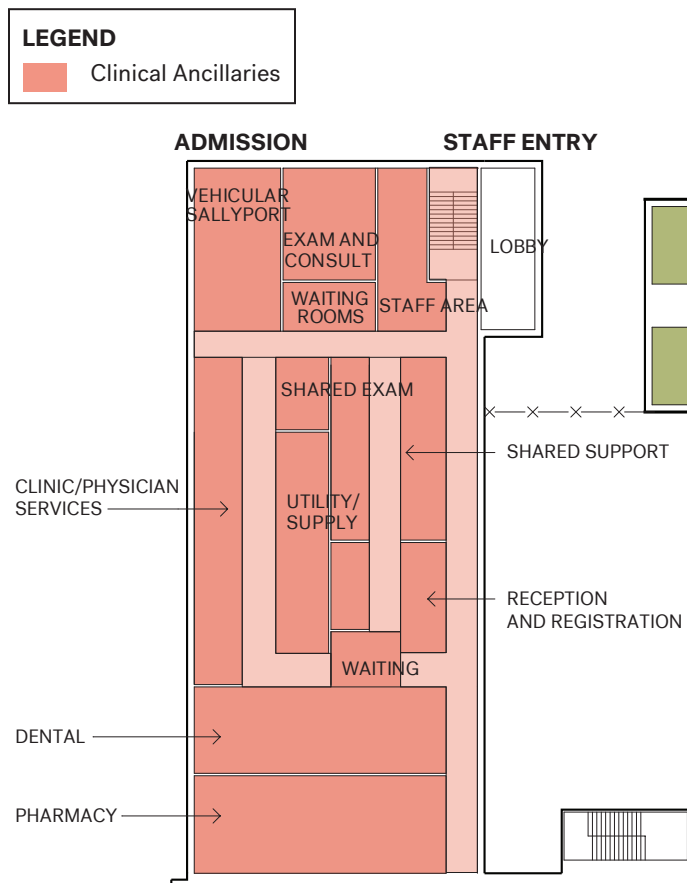 LEGEND
Clinical Ancillaries
ADMISSION
STAFF ENTRY
VEHICULAR
SALLYPORT
EXAM AND
CONSULT
LOBBY
WAITING
ROOMS
STAFF AREA
SHARED EXAM
SHARED SUPPORT
CLINIC/PHYSICIAN
SERVICES
UTILITY/
SUPPLY
RECEPTION
AND REGISTRATION
WAITING
DENTAL
PHARMACY